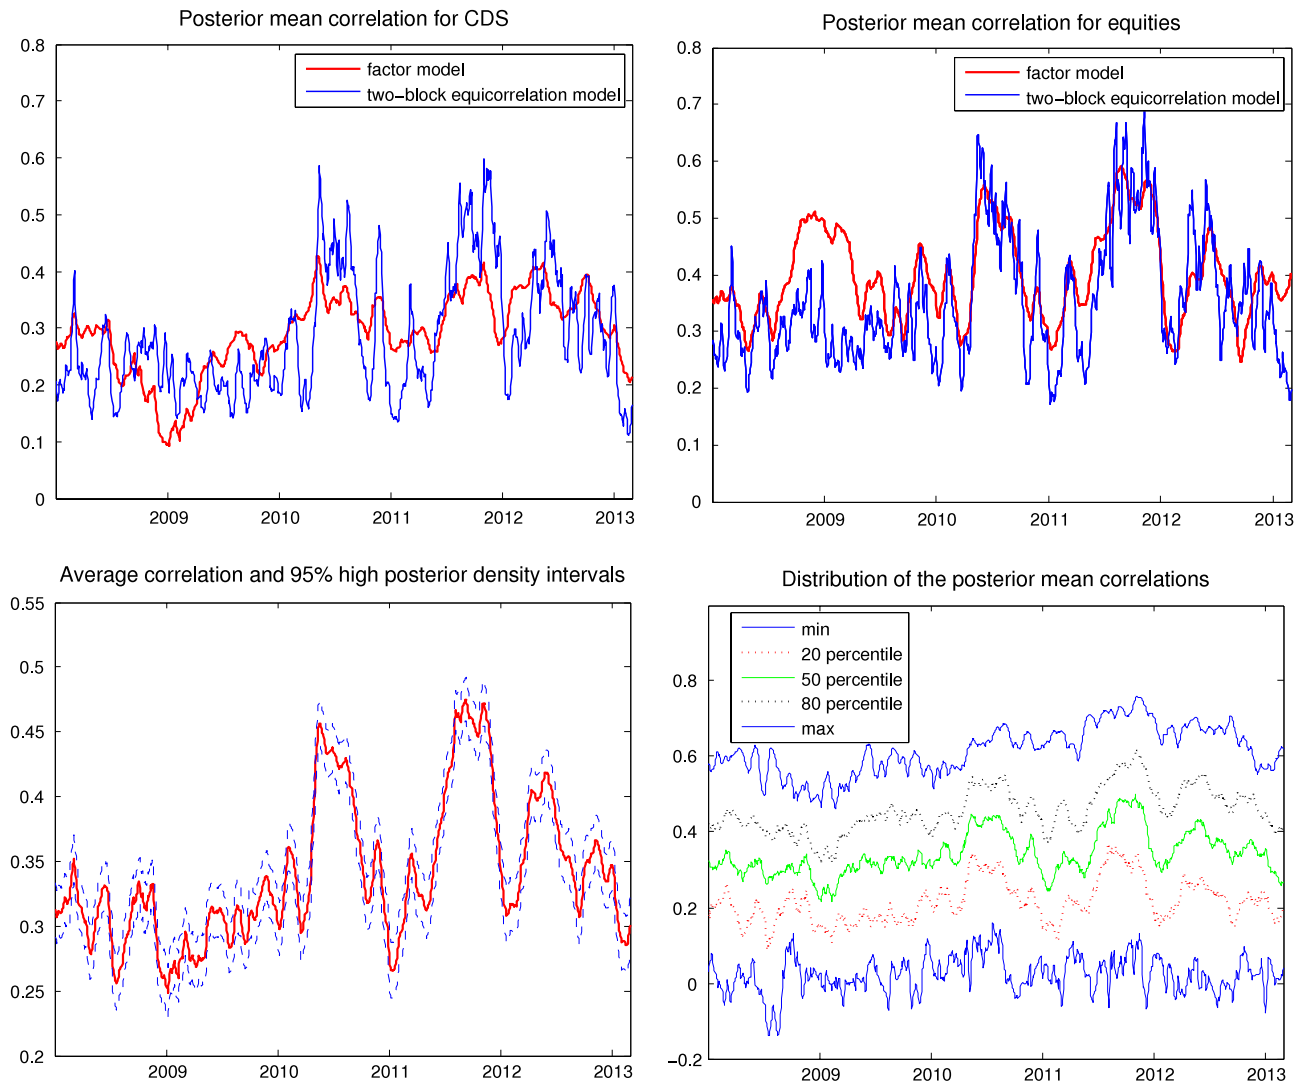 Posterior mean correlation for CDS
0.8
0.7
0.6
0.5
0.4
0.3
0.2
0.1
0
factor model
two-block equicorrelation model
2009 2010 2011 2012 2013
Posterior mean correlation for equities
0.8
0.7
0.6
0.5
0.4
0.3
0.2
0.1
0
factor model
two-block equicorrelation model
2009 2010 2011 2012 2013
Average correlation and 95% high posterior density intervals
0.55
0.5
0.45
0.4
0.35
0.3
0.25
0.2
2009 2010 2011 2012 2013
Distribution of the posterior mean correlations
min
20 percentile
50 percentile
80 percentile
max
0.8
0.6
0.4
0.2
0
−0.2
2009 2010 2011 2012 2013